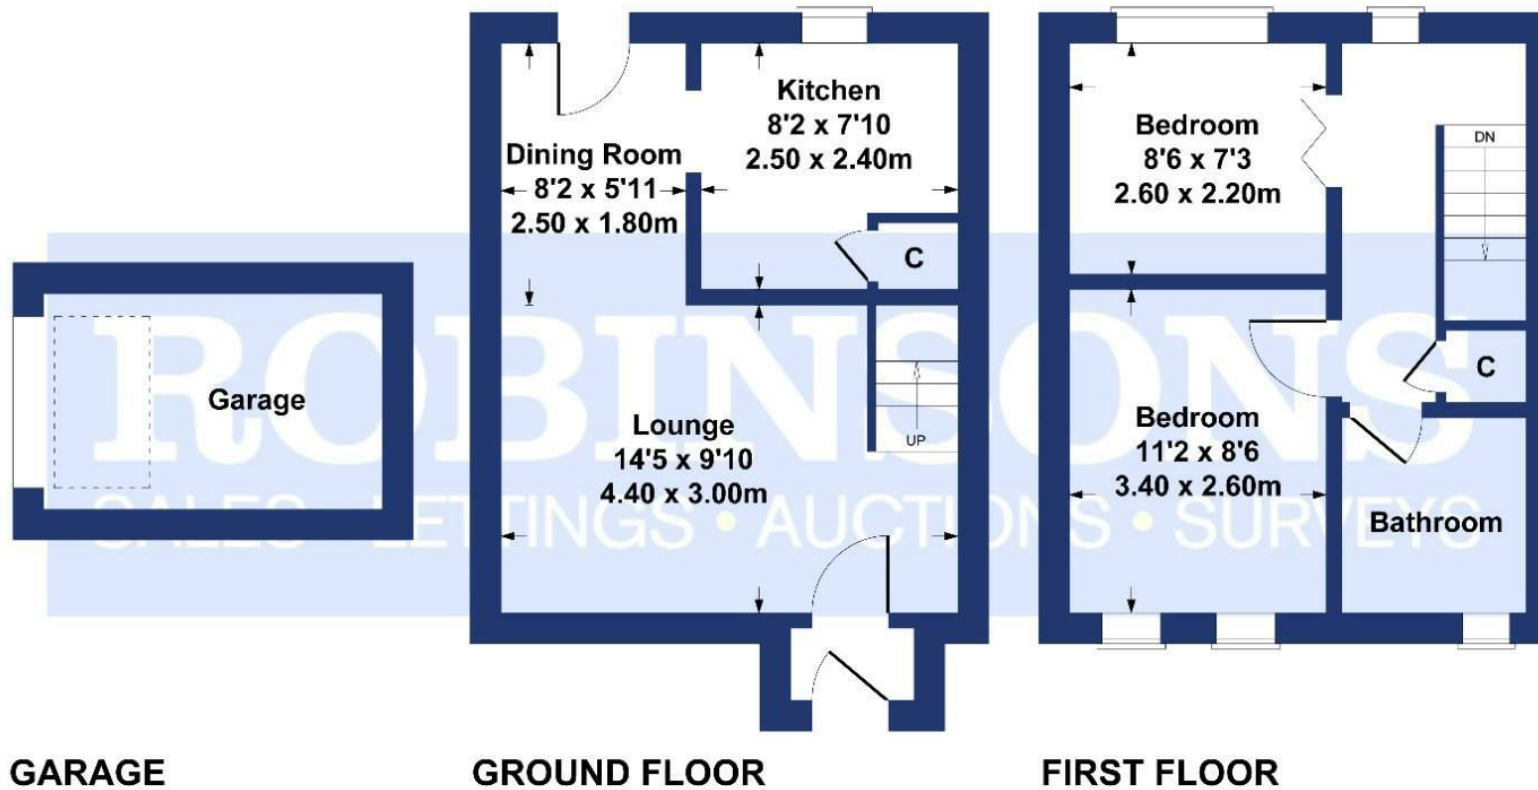 Kitchen
8'2 x 7'10
2.50 x 2.40m
Dining Room
8'2 x 5'11
2.50 x 1.80m
C
Bedroom
8'6 x 7'3
2.60 x 2.20m
DN
Garage
Lounge
14'5 x 9'10
4.40 x 3.00m
UP
Bedroom
11'2 x 8'6
3.40 x 2.60m
C
Bathroom
ROBINSONS
SALES • LETTINGS • AUCTIONS • SURVEYS
GARAGE
GROUND FLOOR
FIRST FLOOR